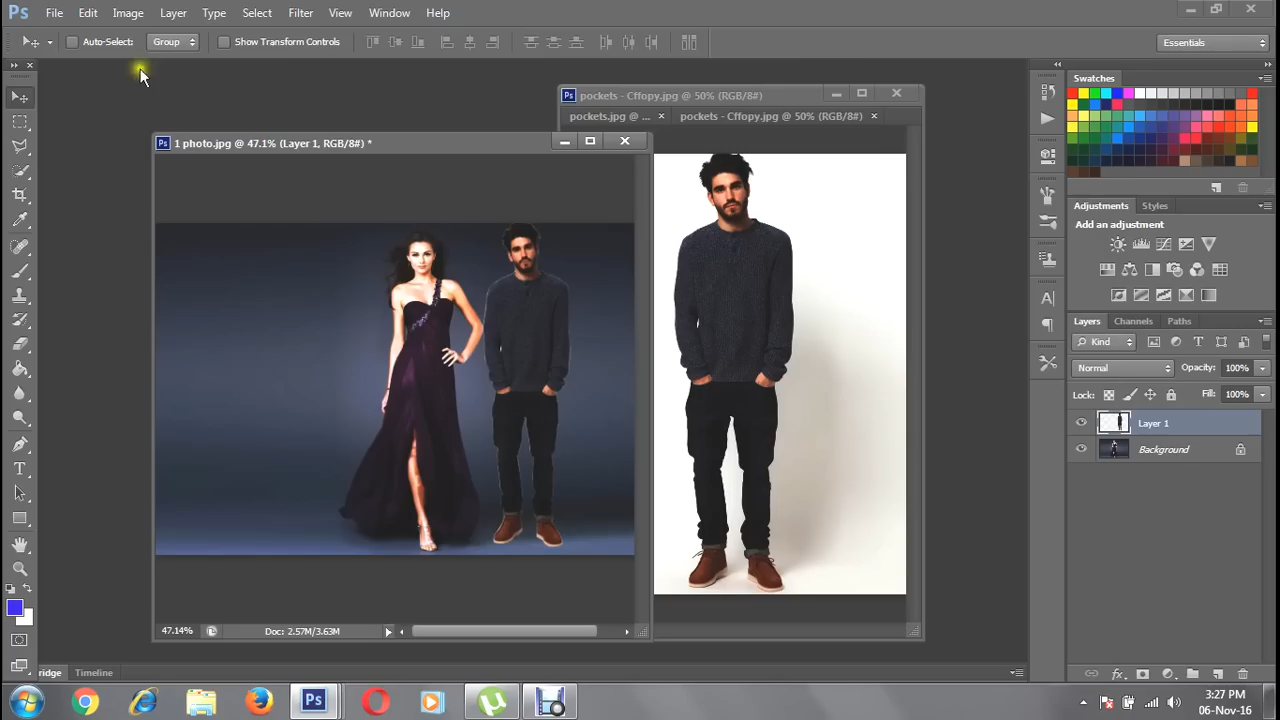 Ps File Edit Image Layer Type Select Filter 3D View Window Help
Auto-Select: Group Show Transform Controls Essentials
pockets - Cffopy.jpg @ 50% (RGB/8#)
pockets.jpg @ ... × pockets - Cffopy.jpg @ 50% (RGB/8#) ×
1 photo.jpg @ 47.1% (Layer 1, RGB/8#) *
Swatches
Adjustments Styles
Add an adjustment
Layers Channels Paths
Kind
Normal Opacity: 100%
Lock: Fill: 100%
Layer 1
Background
47.14% Doc: 2.57M/3.63M
ridge Timeline
Ps
3:27 PM
06-Nov-16